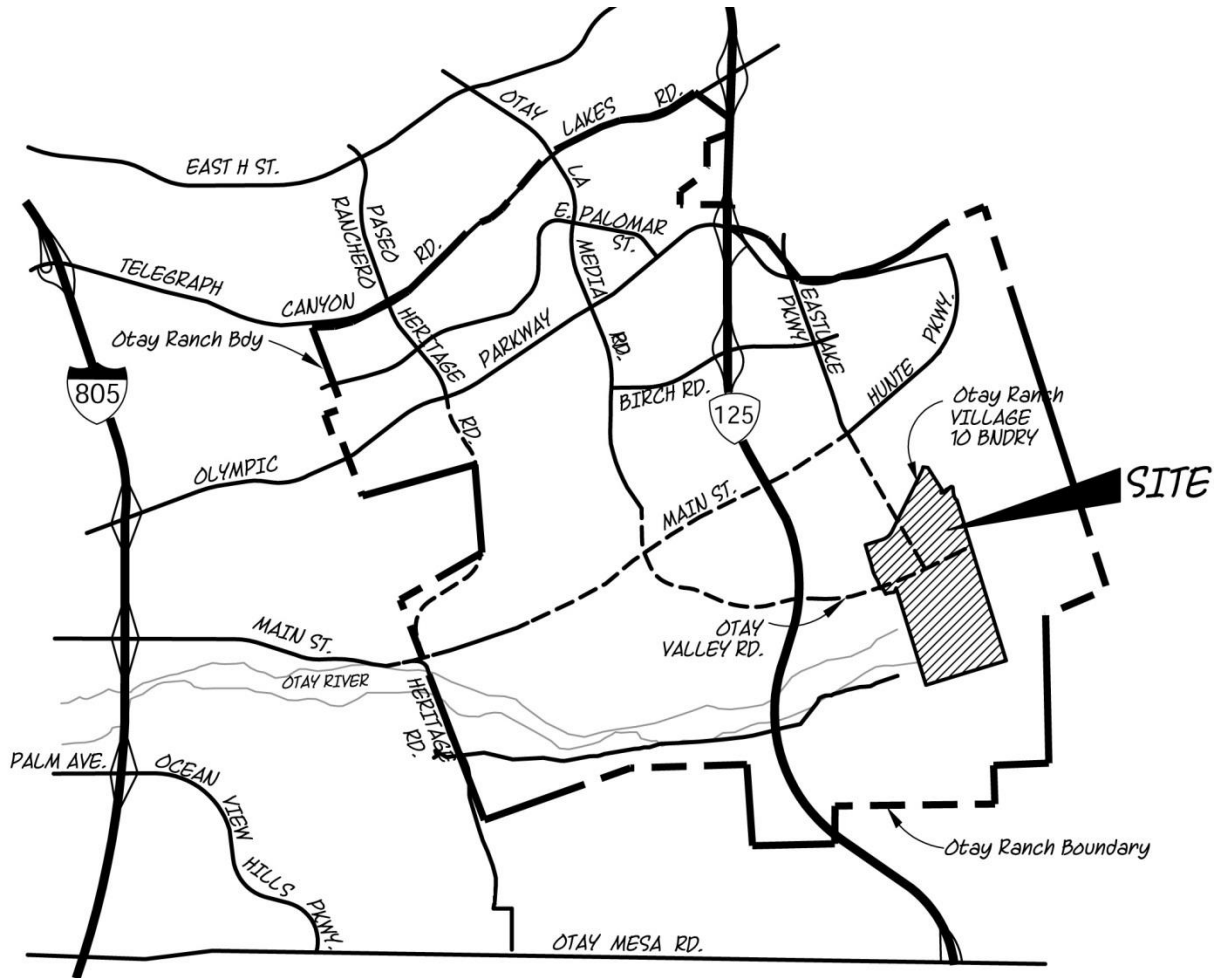 OTAY
LAKES
RD.
EAST H ST.
LA
PASEO
RANCHERO
E. PALOMAR
ST.
RD.
MEDIA
TELEGRAPH
CANYON
HERITAGE
PARKWAY
EASTLAKE
PKWY
PKWY.
Otay Ranch Bdy
RD.
HUNTE
BIRCH RD.
805
125
Otay Ranch
VILLAGE
10 BNDRY
RD.
OLYMPIC
SITE
MAIN ST.
MAIN ST.
OTAY
VALLEY RD.
OTAY RIVER
HERITAGE
RD.
PALM AVE.
OCEAN
VIEW
HILLS
PKWY.
Otay Ranch Boundary
OTAY MESA RD.